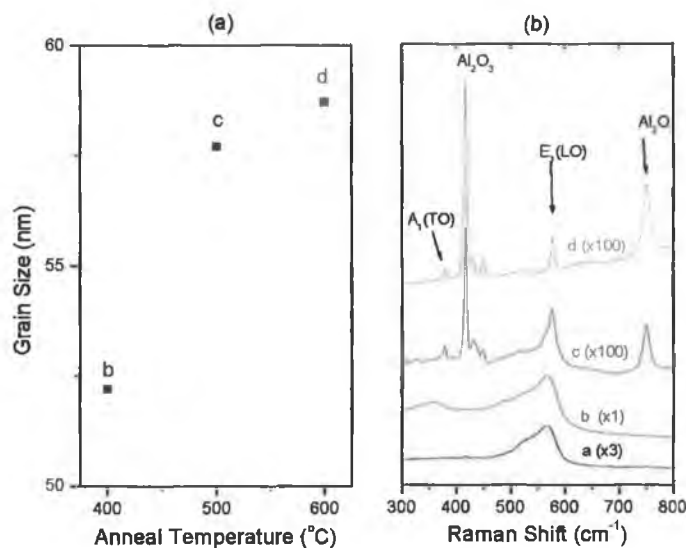 (a)
60
55
50
Grain Size (nm)
b
c
d
400 500 600
Anneal Temperature (°C)
(b)
Al₂O₃
Al₂O
E₁(LO)
A₁(TO)
d (x100)
c (x100)
b (x1)
a (x3)
300 400 500 600 700 800
Raman Shift (cm⁻¹)